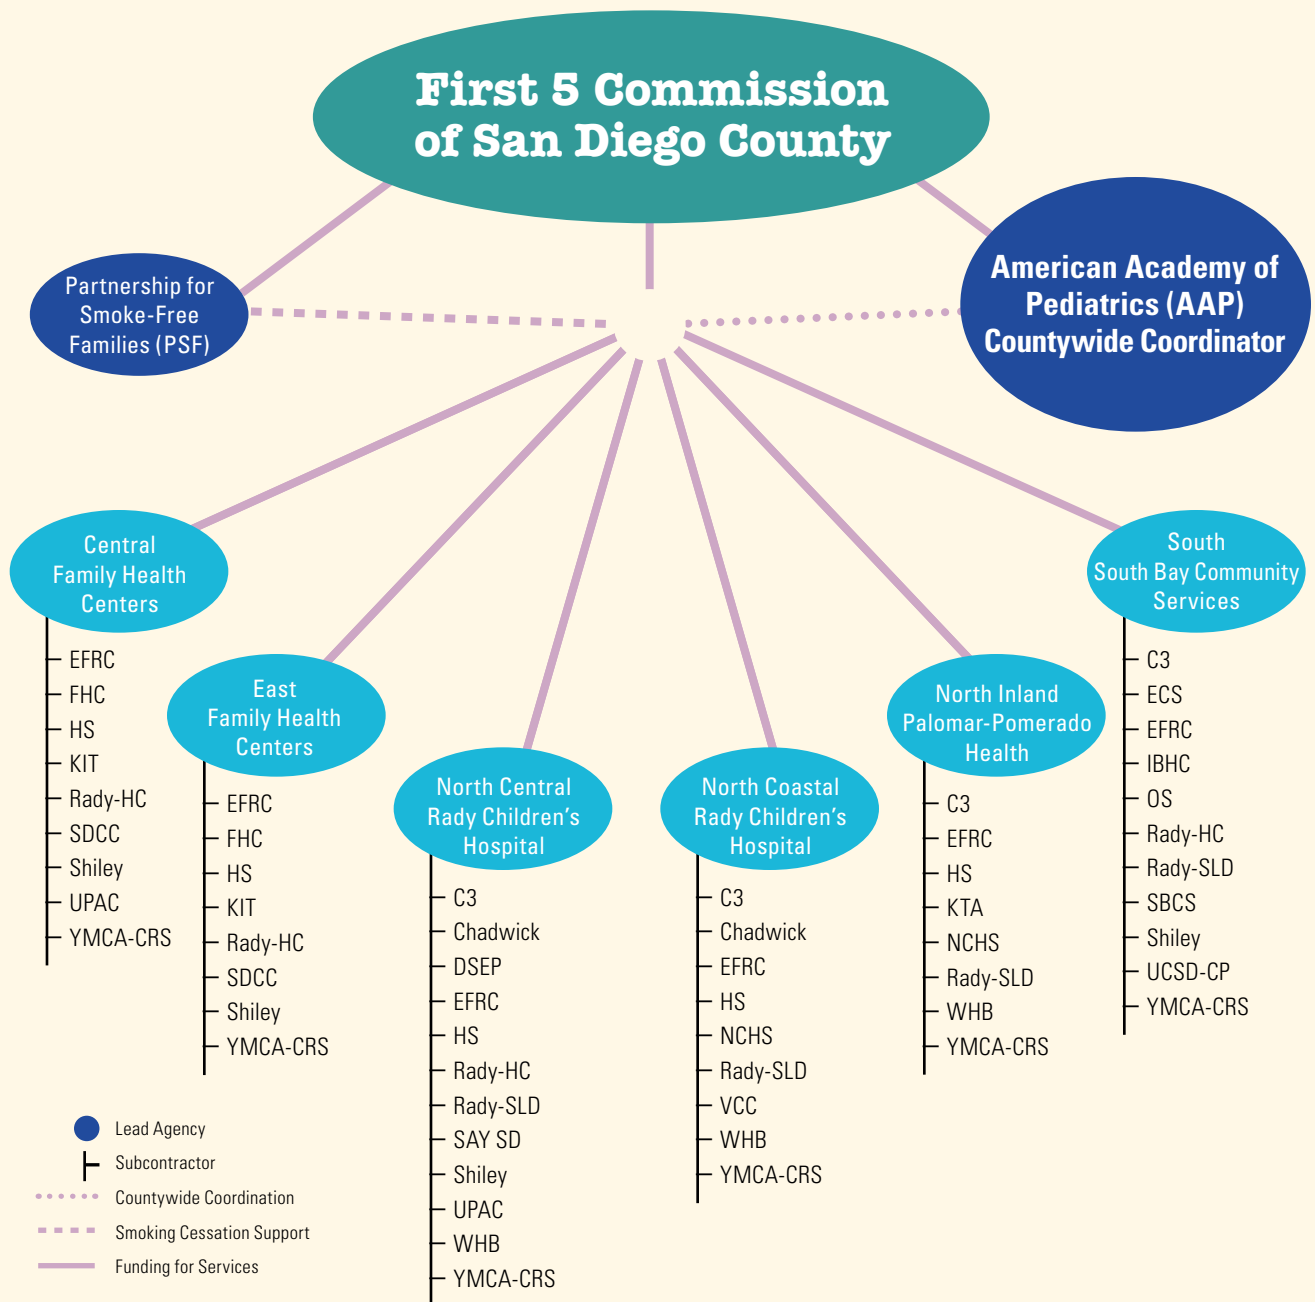 First 5 Commission
of San Diego County
Partnership for
Smoke-Free
Families (PSF)
American Academy of
Pediatrics (AAP)
Countywide Coordinator
Central
Family Health
Centers
EFRC
FHC
HS
KIT
Rady-HC
SDCC
Shiley
UPAC
YMCA-CRS
East
Family Health
Centers
EFRC
FHC
HS
KIT
Rady-HC
SDCC
Shiley
YMCA-CRS
North Central
Rady Children's
Hospital
C3
Chadwick
DSEP
EFRC
HS
Rady-HC
Rady-SLD
SAY SD
Shiley
UPAC
WHB
YMCA-CRS
North Coastal
Rady Children's
Hospital
C3
Chadwick
EFRC
HS
NCHS
Rady-SLD
VCC
WHB
YMCA-CRS
North Inland
Palomar-Pomerado
Health
C3
EFRC
HS
KTA
NCHS
Rady-SLD
WHB
YMCA-CRS
South
South Bay Community
Services
C3
ECS
EFRC
IBHC
OS
Rady-HC
Rady-SLD
SBCS
Shiley
UCSD-CP
YMCA-CRS
Lead Agency
Subcontractor
Countywide Coordination
Smoking Cessation Support
Funding for Services